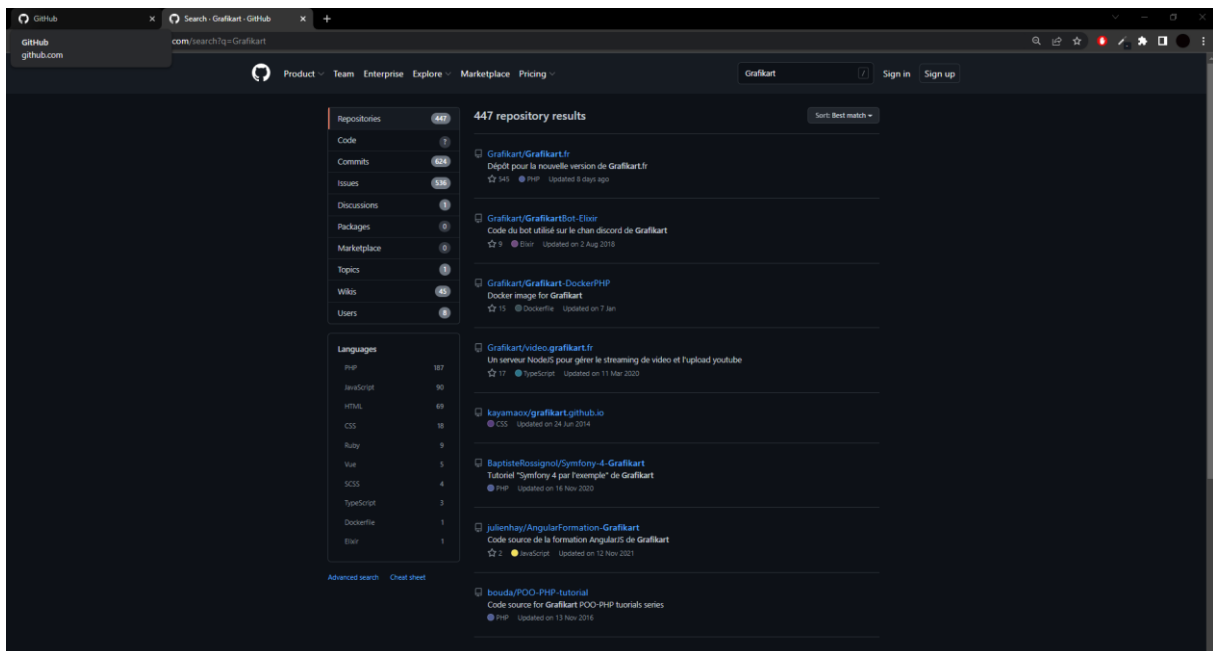 GitHub
Search · Grafikart · GitHub
GitHub
github.com
com/search?q=Grafikart
Product Team Enterprise Explore Marketplace Pricing
Grafikart /
Sign in Sign up
Repositories 447
Code 7
Commits 624
Issues 536
Discussions 1
Packages 0
Marketplace 0
Topics 1
Wikis 45
Users 8
Languages
PHP 187
JavaScript 90
HTML 69
CSS 18
Ruby 9
Vue 5
SCSS 4
TypeScript 3
Dockerfile 1
Elixir 1
Advanced search Cheat sheet
447 repository results
Sort: Best match
Grafikart/Grafikart.fr
Dépôt pour la nouvelle version de Grafikart.fr
545 PHP Updated 8 days ago
Grafikart/GrafikartBot-Elixir
Code du bot utilisé sur le chan discord de Grafikart
9 Elixir Updated on 2 Aug 2018
Grafikart/Grafikart-DockerPHP
Docker image for Grafikart
15 Dockerfile Updated on 7 Jan
Grafikart/video.grafikart.fr
Un serveur NodeJS pour gérer le streaming de video et l'upload youtube
17 TypeScript Updated on 11 Mar 2020
kayamaox/grafikart.github.io
CSS Updated on 24 Jun 2014
BaptisteRossignol/Symfony-4-Grafikart
Tutoriel "Symfony 4 par l'exemple" de Grafikart
PHP Updated on 16 Nov 2020
julienhay/AngularFormation-Grafikart
Code source de la formation AngularJS de Grafikart
2 JavaScript Updated on 12 Nov 2021
bouda/POO-PHP-tutorial
Code source for Grafikart POO-PHP tuorials series
PHP Updated on 13 Nov 2016